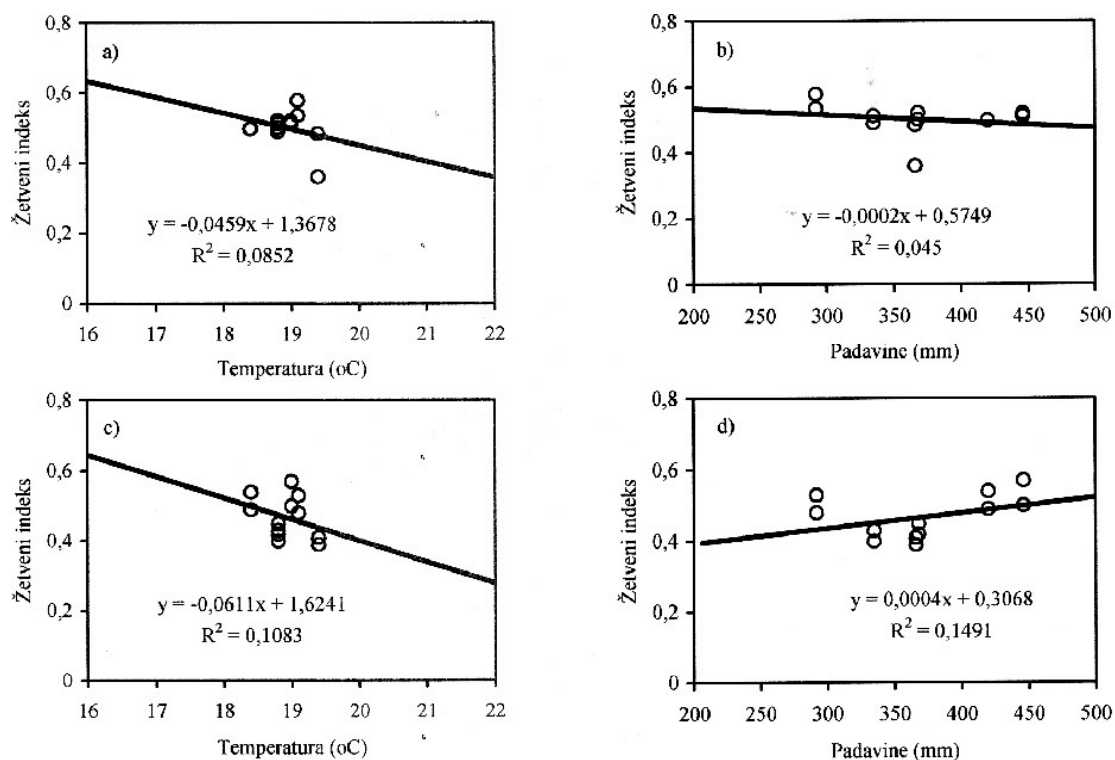 a)
Žetveni indeks
0,8
0,6
0,4
0,2
0
y = -0,0459x + 1,3678
R² = 0,0852
16 17 18 19 20 21 22
Temperatura (oC)
b)
Žetveni indeks
0,8
0,6
0,4
0,2
0
y = -0,0002x + 0,5749
R² = 0,045
200 250 300 350 400 450 500
Padavine (mm)
c)
Žetveni indeks
0,8
0,6
0,4
0,2
0
y = -0,0611x + 1,6241
R² = 0,1083
16 17 18 19 20 21 22
Temperatura (oC)
d)
Žetveni indeks
0,8
0,6
0,4
0,2
0
y = 0,0004x + 0,3068
R² = 0,1491
200 250 300 350 400 450 500
Padavine (mm)